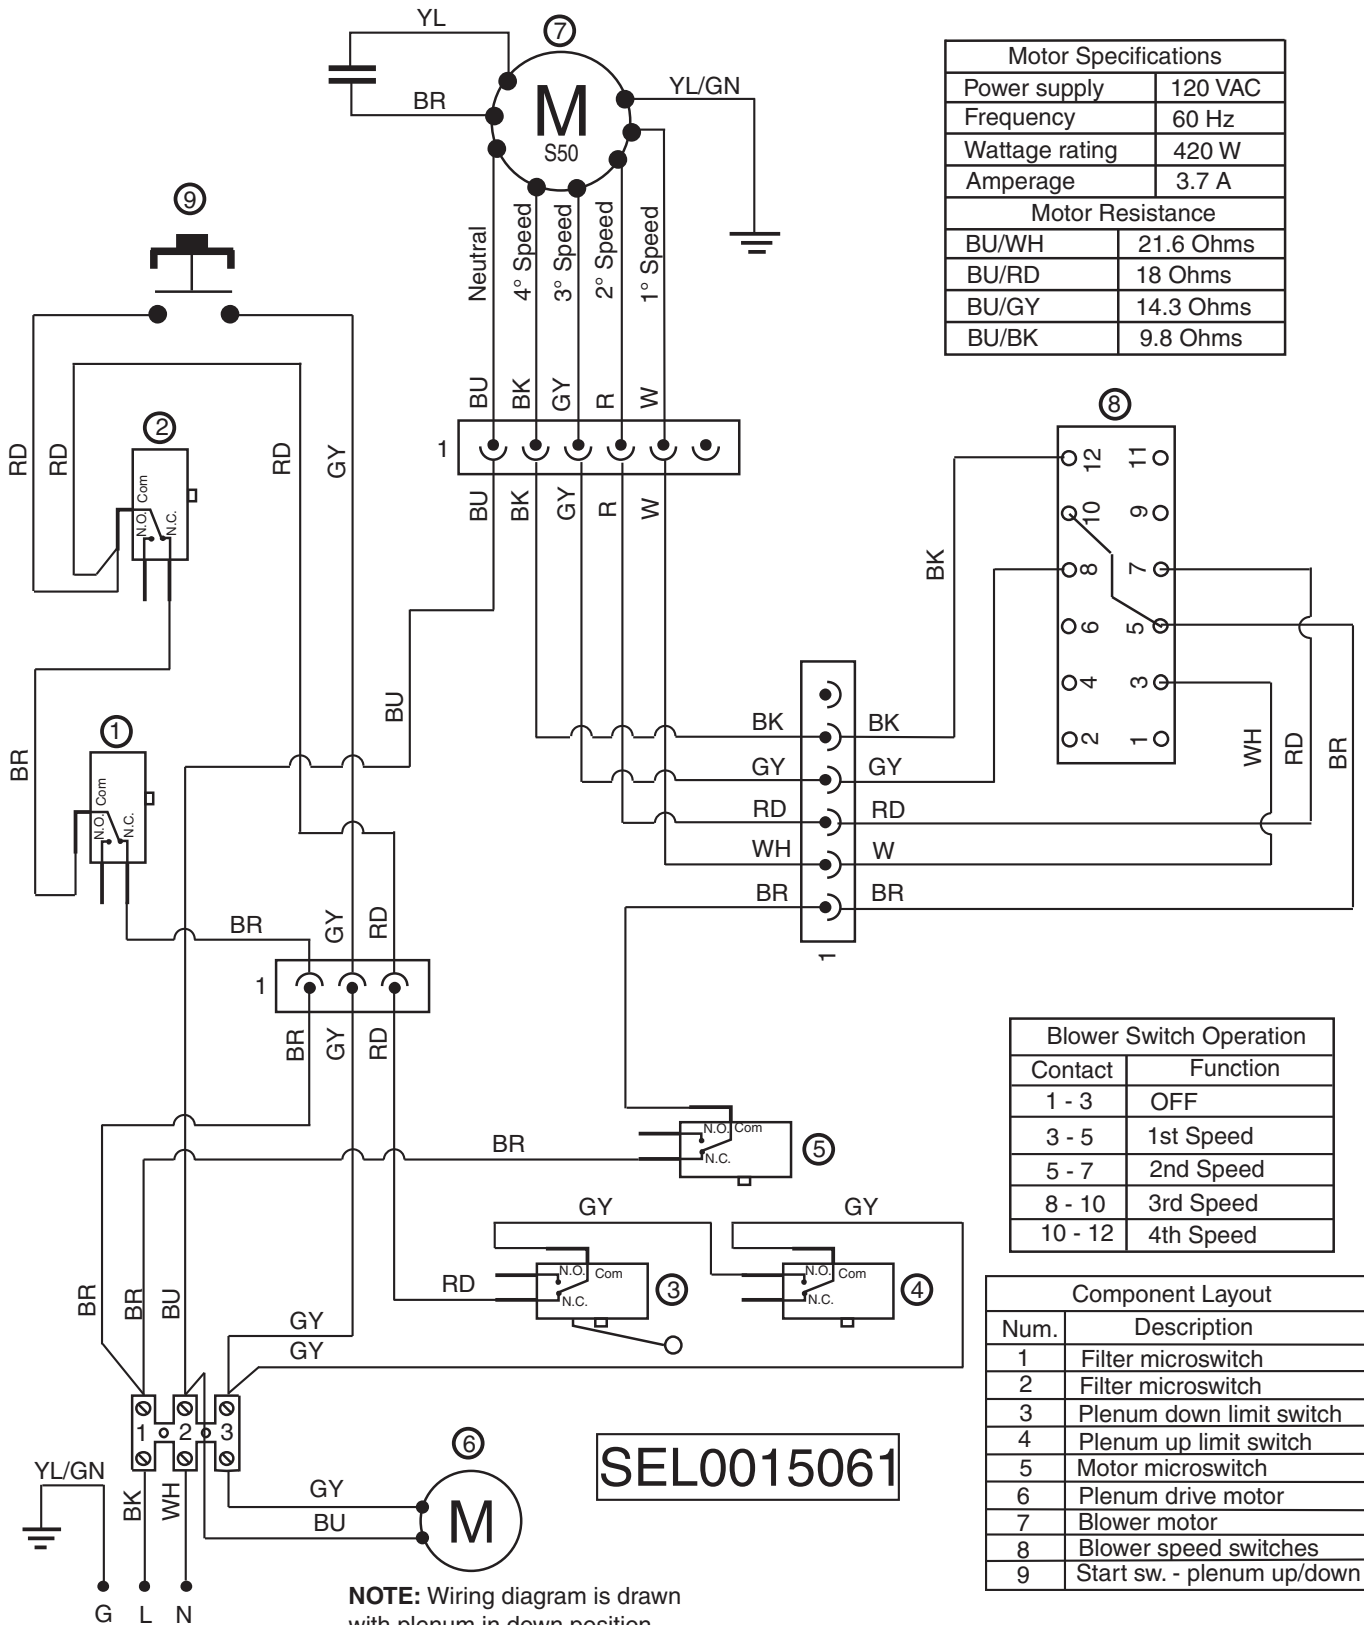 YL
7
BR
M
S50
YL/GN
Motor Specifications
Power supply 120 VAC
Frequency 60 Hz
Wattage rating 420 W
Amperage 3.7 A
Motor Resistance
BU/WH 21.6 Ohms
BU/RD 18 Ohms
BU/GY 14.3 Ohms
BU/BK 9.8 Ohms
9
Neutral
4° Speed
3° Speed
2° Speed
1° Speed
BU BK GY R W
1
BU BK GY R W
RD RD
2
Com
N.O.
N.C.
RD
GY
8
12 11
10 9
8 7
6 5
4 3
2 1
BK
WH RD BR
BU
BR
1
Com
N.O.
N.C.
BK BK
GY GY
RD RD
WH W
BR BR
1
BR
GY
RD
1
BR GY RD
Blower Switch Operation
Contact Function
1 - 3 OFF
3 - 5 1st Speed
5 - 7 2nd Speed
8 - 10 3rd Speed
10 - 12 4th Speed
BR
N.O. Com
N.C.
5
GY
GY
RD
N.O. Com
N.C.
3
N.O. Com
N.C.
4
BR BR BU
GY
GY
Component Layout
Num. Description
1 Filter microswitch
2 Filter microswitch
3 Plenum down limit switch
4 Plenum up limit switch
5 Motor microswitch
6 Plenum drive motor
7 Blower motor
8 Blower speed switches
9 Start sw. - plenum up/down
1 2 3
YL/GN
BK WH
GY
BU
6
M
SEL0015061
G L N
NOTE: Wiring diagram is drawn
with plenum in down position